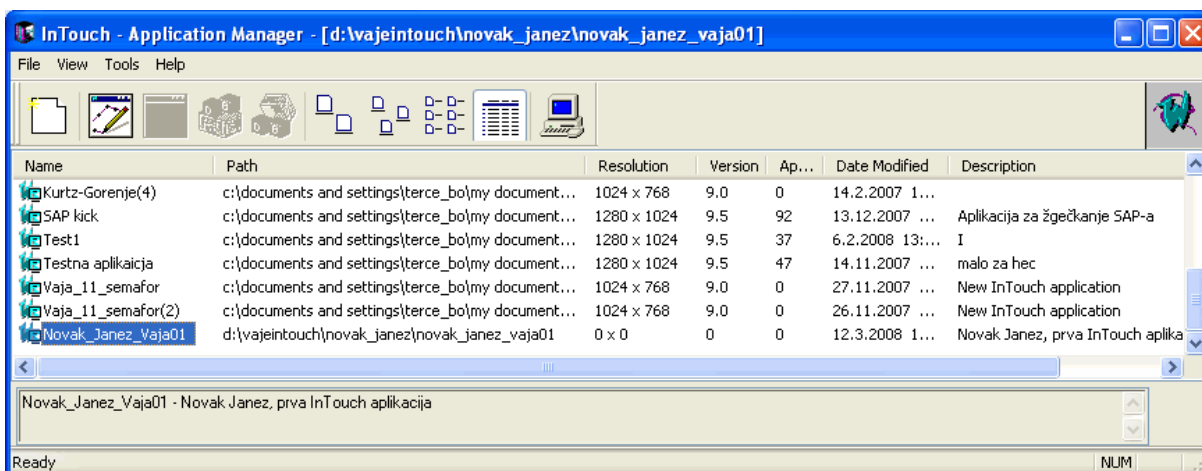 InTouch - Application Manager - [d:\vajeintouch\novak_janez\novak_janez_vaja01]
File View Tools Help
Name Path Resolution Version Ap... Date Modified Description
Kurtz-Gorenje(4) c:\documents and settings\terce_bo\my document... 1024 x 768 9.0 0 14.2.2007 1...
SAP kick c:\documents and settings\terce_bo\my document... 1280 x 1024 9.5 92 13.12.2007 ... Aplikacija za žgečkanje SAP-a
Test1 c:\documents and settings\terce_bo\my document... 1280 x 1024 9.5 37 6.2.2008 13:... I
Testna aplikaicja c:\documents and settings\terce_bo\my document... 1280 x 1024 9.5 47 14.11.2007 ... malo za hec
Vaja_11_semafor c:\documents and settings\terce_bo\my document... 1024 x 768 9.0 0 27.11.2007 ... New InTouch application
Vaja_11_semafor(2) c:\documents and settings\terce_bo\my document... 1024 x 768 9.0 0 26.11.2007 ... New InTouch application
Novak_Janez_Vaja01 d:\vajeintouch\novak_janez\novak_janez_vaja01 0 x 0 0 0 12.3.2008 1... Novak Janez, prva InTouch aplika
Novak_Janez_Vaja01 - Novak Janez, prva InTouch aplikacija
Ready NUM